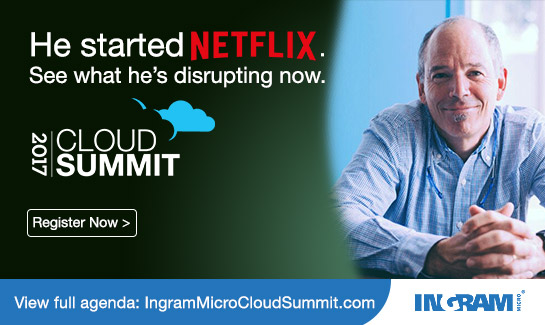 He started NETFLIX.
See what he's disrupting now.
2017
CLOUD
SUMMIT
Register Now >
View full agenda: IngramMicroCloudSummit.com
INGRAM
MICRO
®